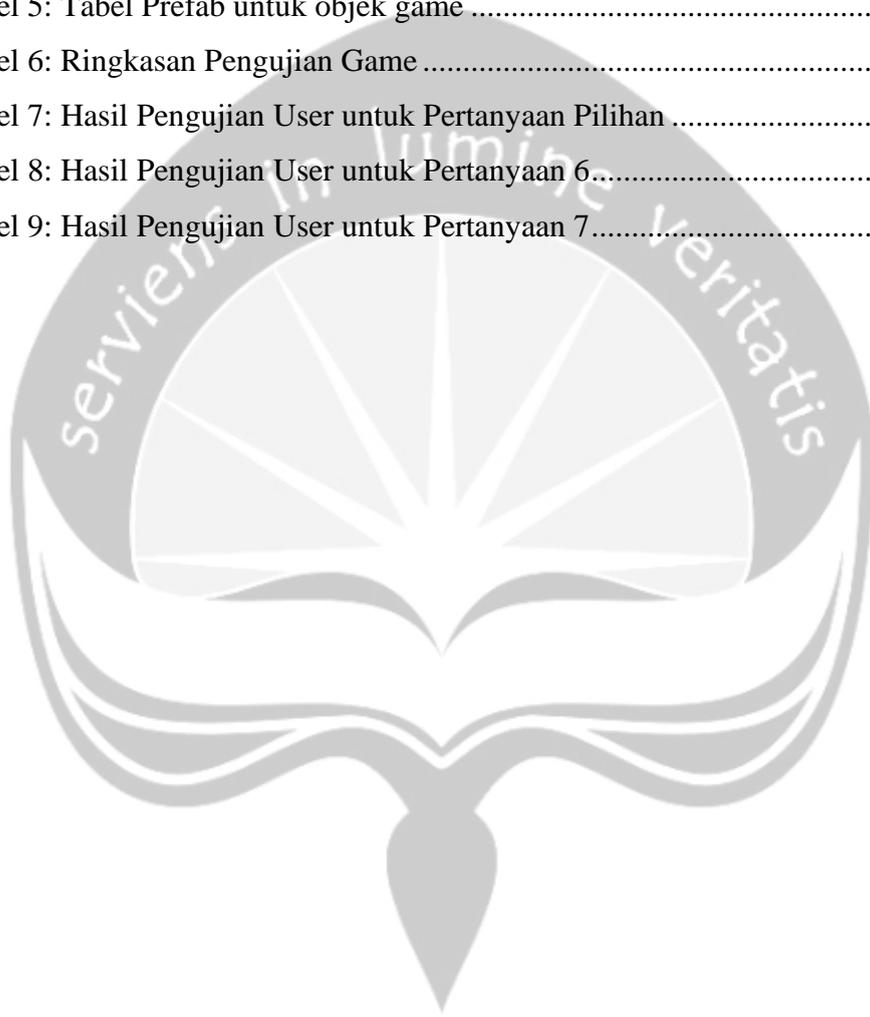 el 5: Tabel Prefab untuk objek game ..................................................
el 6: Ringkasan Pengujian Game ........................................................
el 7: Hasil Pengujian User untuk Pertanyaan Pilihan .........................
el 8: Hasil Pengujian User untuk Pertanyaan 6...................................
el 9: Hasil Pengujian User untuk Pertanyaan 7...................................
serviens in lumine veritatis